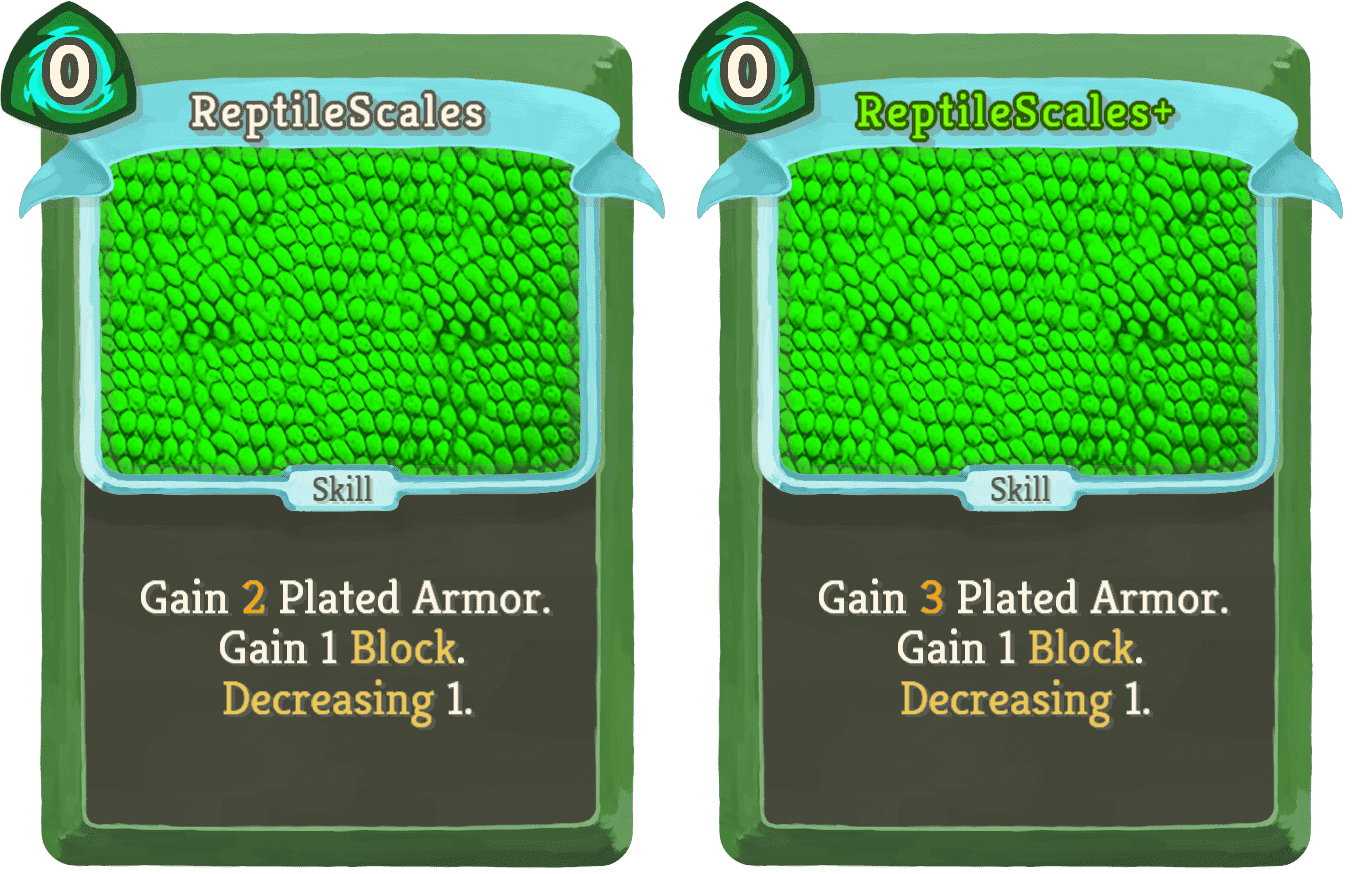 0
ReptileScales
Skill
Gain 2 Plated Armor.
Gain 1 Block.
Decreasing 1.
0
ReptileScales+
Skill
Gain 3 Plated Armor.
Gain 1 Block.
Decreasing 1.